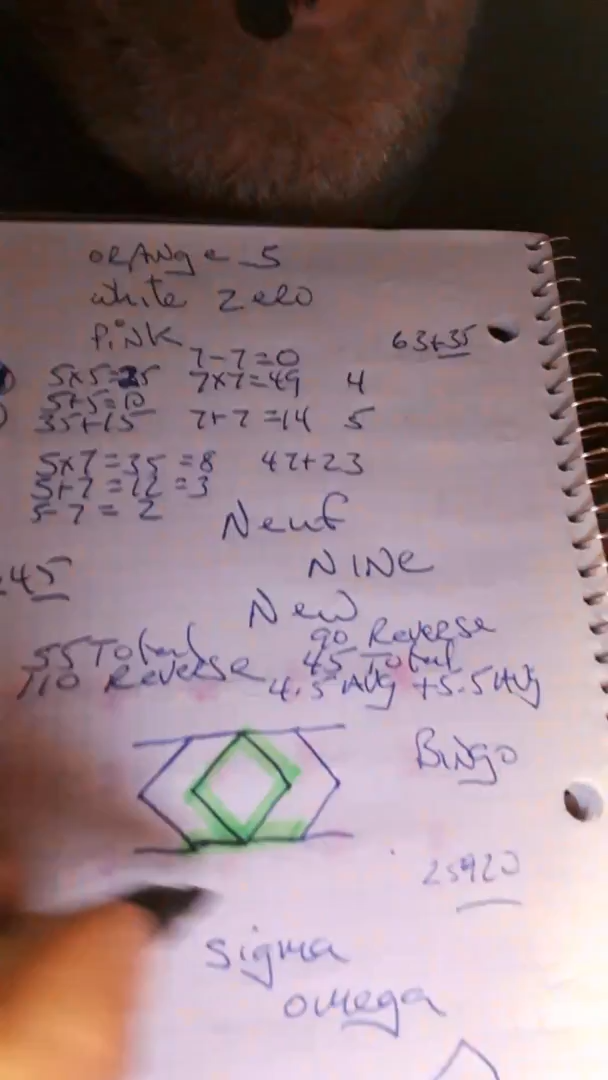 orange 5
white zero
Pink
63+35
7-7=0
5x5=25 7x7=49 4
5+5=10
35+15 7+7=14 5
5x7=35=8 47+23
5+7=12=3
5-7=2
Neuf
NINe
45
New
90 Reverse
55 Total 45 Total
110 Reverse 4.5 AVg +5.5 AVg
Bingo
25920
sigma
omega